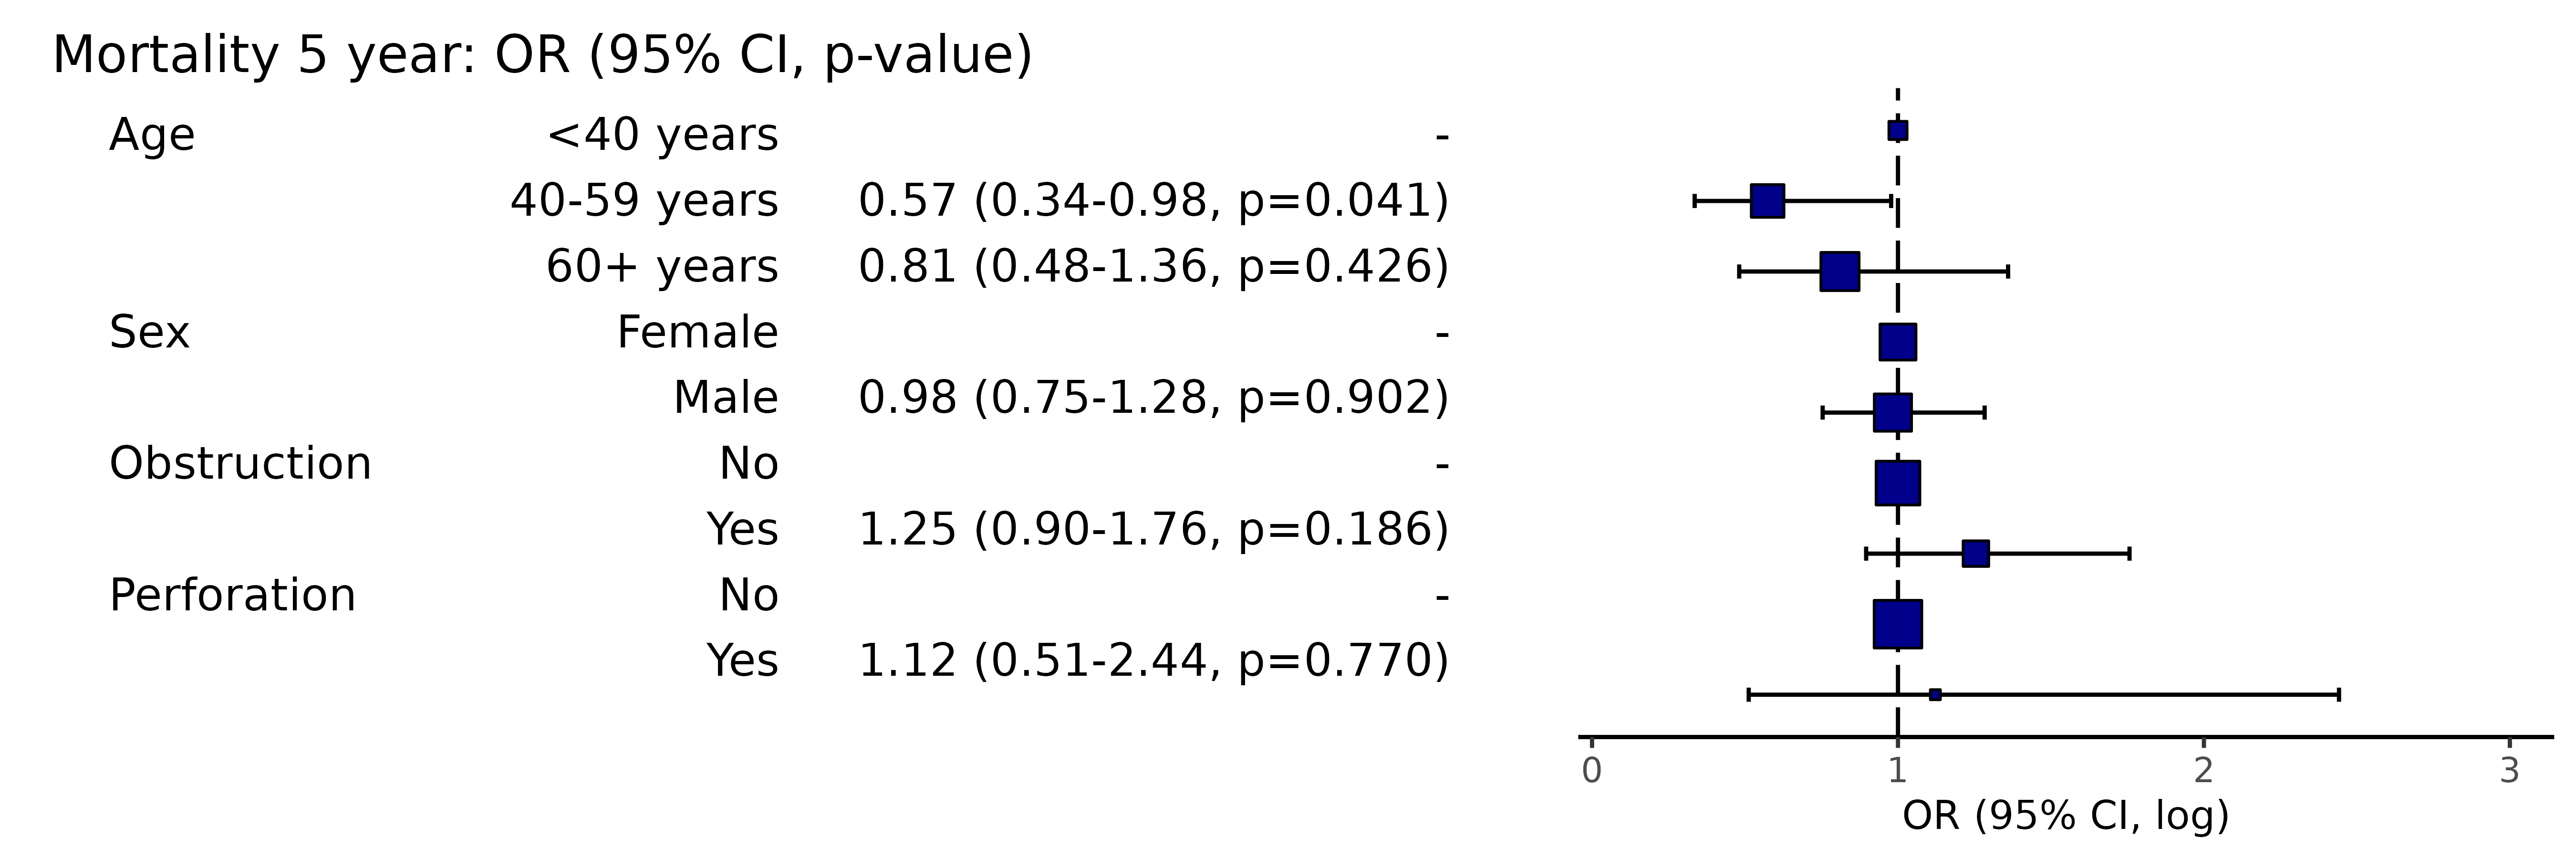 Mortality 5 year: OR (95% CI, p-value)
Age <40 years -
40-59 years 0.57 (0.34-0.98, p=0.041)
60+ years 0.81 (0.48-1.36, p=0.426)
Sex Female -
Male 0.98 (0.75-1.28, p=0.902)
Obstruction No -
Yes 1.25 (0.90-1.76, p=0.186)
Perforation No -
Yes 1.12 (0.51-2.44, p=0.770)
0 1 2 3
OR (95% CI, log)